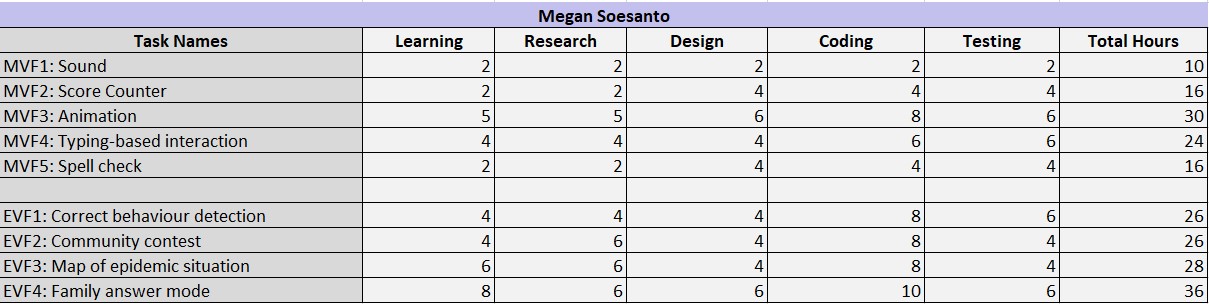 Megan Soesanto
Task Names Learning Research Design Coding Testing Total Hours
MVF1: Sound 2 2 2 2 2 10
MVF2: Score Counter 2 2 4 4 4 16
MVF3: Animation 5 5 6 8 6 30
MVF4: Typing-based interaction 4 4 4 6 6 24
MVF5: Spell check 2 2 4 4 4 16
EVF1: Correct behaviour detection 4 4 4 8 6 26
EVF2: Community contest 4 6 4 8 4 26
EVF3: Map of epidemic situation 6 6 4 8 4 28
EVF4: Family answer mode 8 6 6 10 6 36